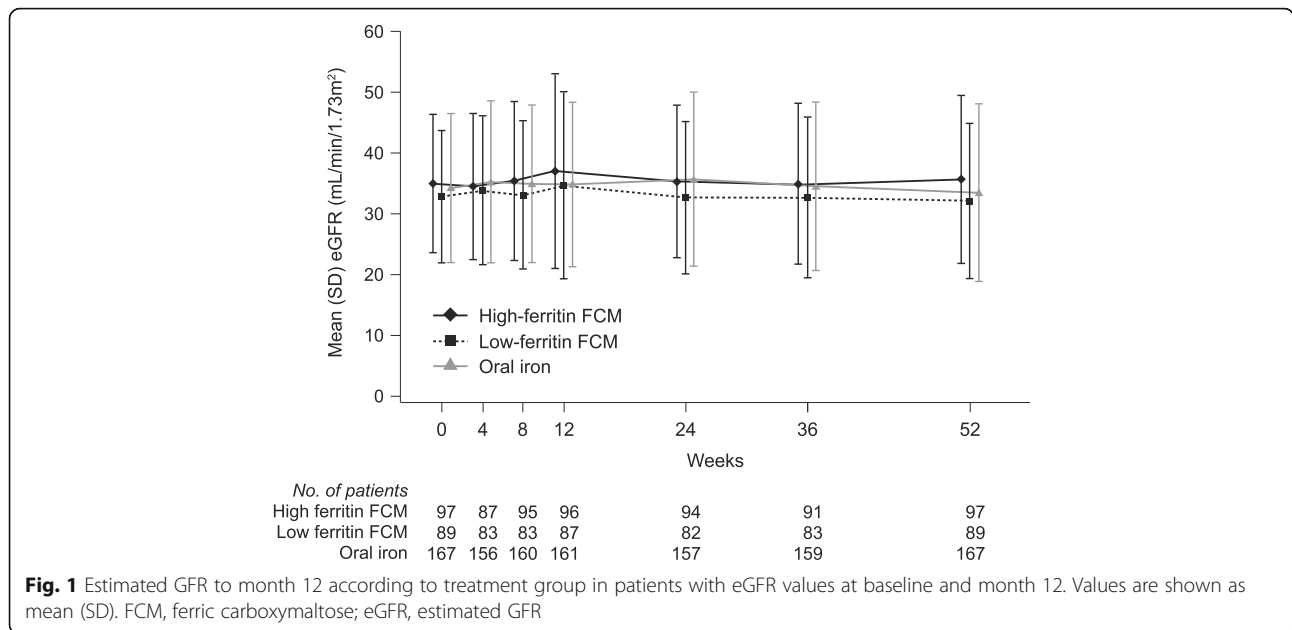 60
50
40
30
20
10
0
Mean (SD) eGFR (mL/min/1.73m²)
High-ferritin FCM
Low-ferritin FCM
Oral iron
0 4 8 12 24 36 52
Weeks
No. of patients
High ferritin FCM 97 87 95 96 94 91 97
Low ferritin FCM 89 83 83 87 82 83 89
Oral iron 167 156 160 161 157 159 167
Fig. 1 Estimated GFR to month 12 according to treatment group in patients with eGFR values at baseline and month 12. Values are shown as
mean (SD). FCM, ferric carboxymaltose; eGFR, estimated GFR